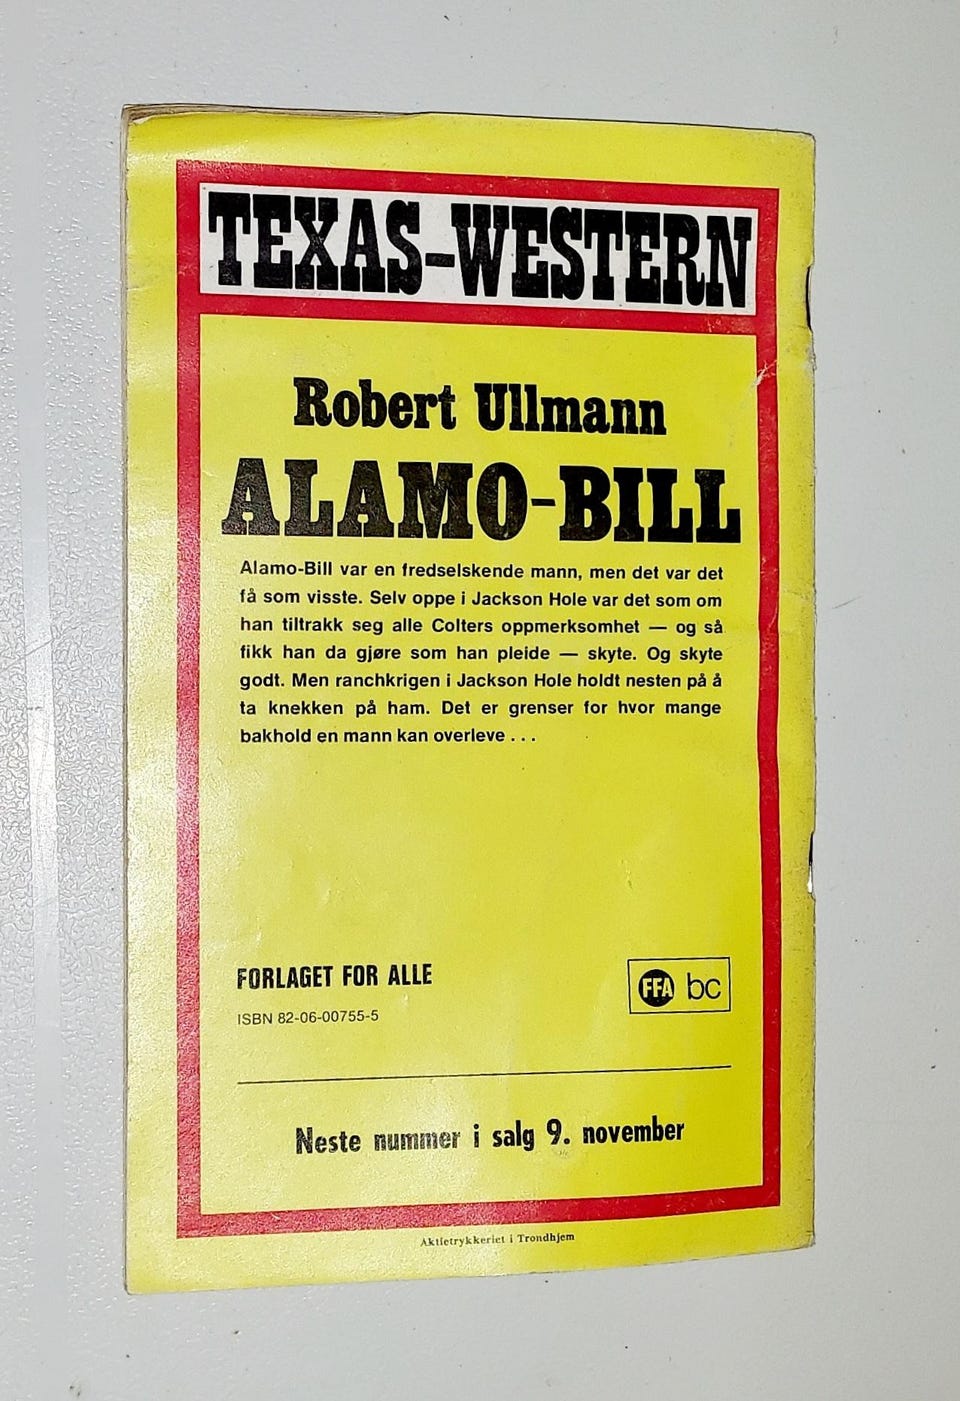 TEXAS-WESTERN
Robert Ullmann
ALAMO-BILL
Alamo-Bill var en fredselskende mann, men det var det
få som visste. Selv oppe i Jackson Hole var det som om
han tiltrakk seg alle Colters oppmerksomhet — og så
fikk han da gjøre som han pleide — skyte. Og skyte
godt. Men ranchkrigen i Jackson Hole holdt nesten på å
ta knekken på ham. Det er grenser for hvor mange
bakhold en mann kan overleve . . .
FORLAGET FOR ALLE
FFA bc
ISBN 82-06-00755-5
Neste nummer i salg 9. november
Aktietrykkeriet i Trondhjem